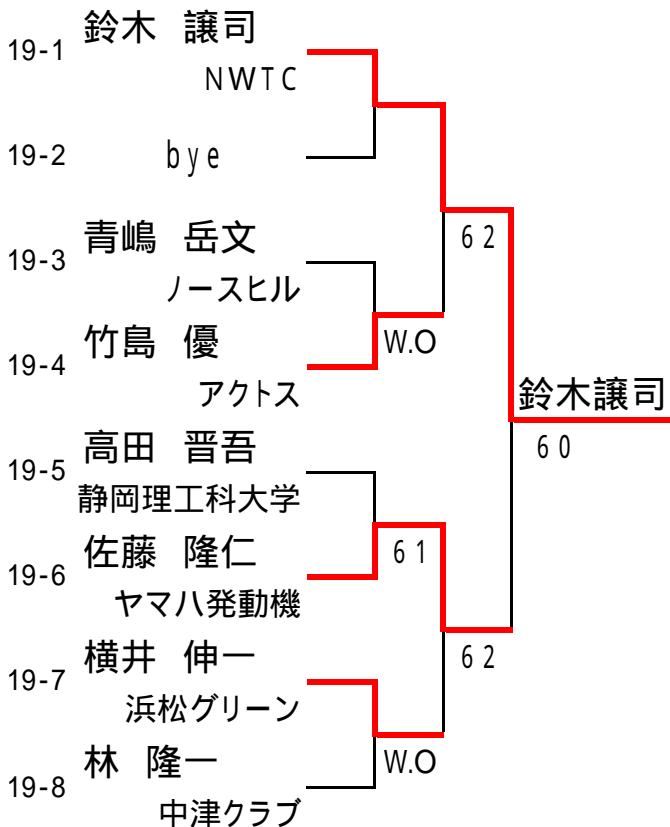 19-1 鈴木 譲司
NWTC
19-2 bye
19-3 青嶋 岳文
ノースヒル
62
19-4 竹島 優
W.O
アクトス
鈴木譲司
60
19-5 高田 晋吾
静岡理工科大学
19-6 佐藤 隆仁
61
ヤマハ発動機
19-7 横井 伸一
62
浜松グリーン
19-8 林 隆一
W.O
中津クラブ